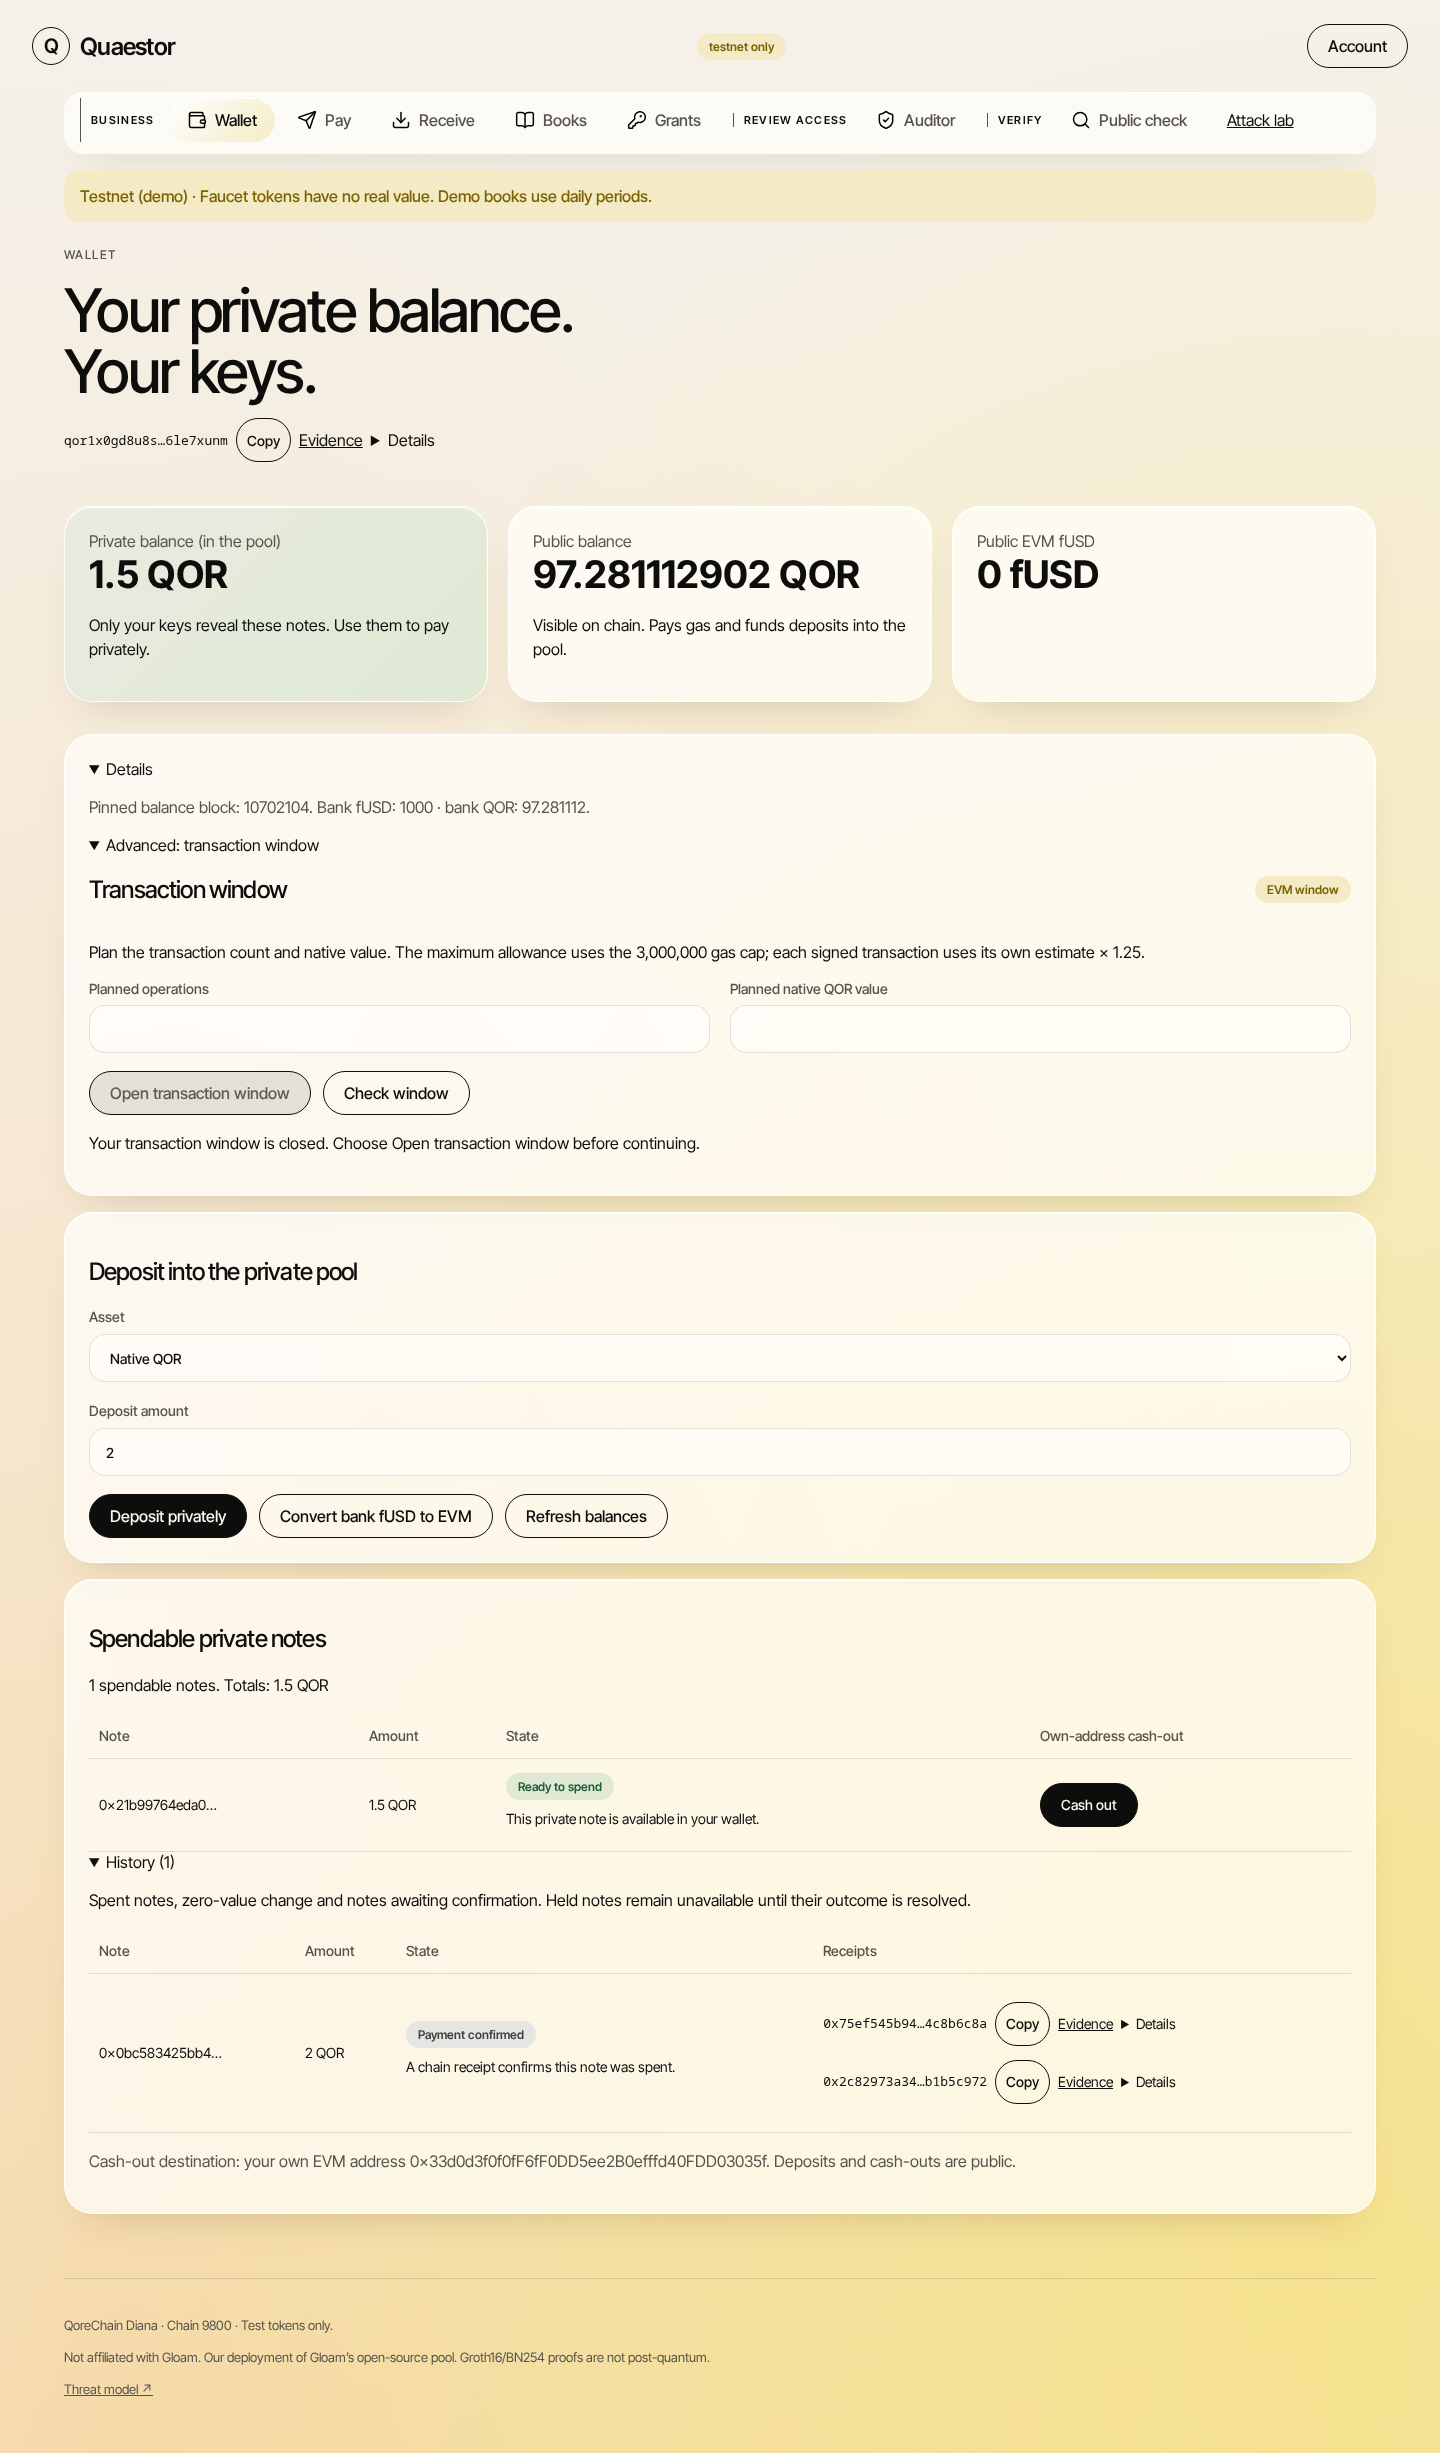 Q Quaestor
testnet only
Account
BUSINESS Wallet Pay Receive Books Grants REVIEW ACCESS Auditor VERIFY Public check Attack lab
Testnet (demo) · Faucet tokens have no real value. Demo books use daily periods.
WALLET
Your private balance.
Your keys.
qor1x0gd8u8s…6le7xunm Copy Evidence ▶ Details
Private balance (in the pool)
1.5 QOR
Only your keys reveal these notes. Use them to pay
privately.
Public balance
97.281112902 QOR
Visible on chain. Pays gas and funds deposits into the
pool.
Public EVM fUSD
0 fUSD
▼ Details
Pinned balance block: 10702104. Bank fUSD: 1000 · bank QOR: 97.281112.
▼ Advanced: transaction window
Transaction window
EVM window
Plan the transaction count and native value. The maximum allowance uses the 3,000,000 gas cap; each signed transaction uses its own estimate × 1.25.
Planned operations
Planned native QOR value
Open transaction window Check window
Your transaction window is closed. Choose Open transaction window before continuing.
Deposit into the private pool
Asset
Native QOR
Deposit amount
2
Deposit privately Convert bank fUSD to EVM Refresh balances
Spendable private notes
1 spendable notes. Totals: 1.5 QOR
Note Amount State Own-address cash-out
0x21b99764eda0… 1.5 QOR Ready to spend
This private note is available in your wallet.
Cash out
▼ History (1)
Spent notes, zero-value change and notes awaiting confirmation. Held notes remain unavailable until their outcome is resolved.
Note Amount State Receipts
0x0bc583425bb4… 2 QOR Payment confirmed
A chain receipt confirms this note was spent.
0x75ef545b94…4c8b6c8a Copy Evidence ▶ Details
0x2c82973a34…b1b5c972 Copy Evidence ▶ Details
Cash-out destination: your own EVM address 0x33d0d3f0f0fF6fF0DD5ee2B0efffd40FDD03035f. Deposits and cash-outs are public.
QoreChain Diana · Chain 9800 · Test tokens only.
Not affiliated with Gloam. Our deployment of Gloam's open-source pool. Groth16/BN254 proofs are not post-quantum.
Threat model ↗